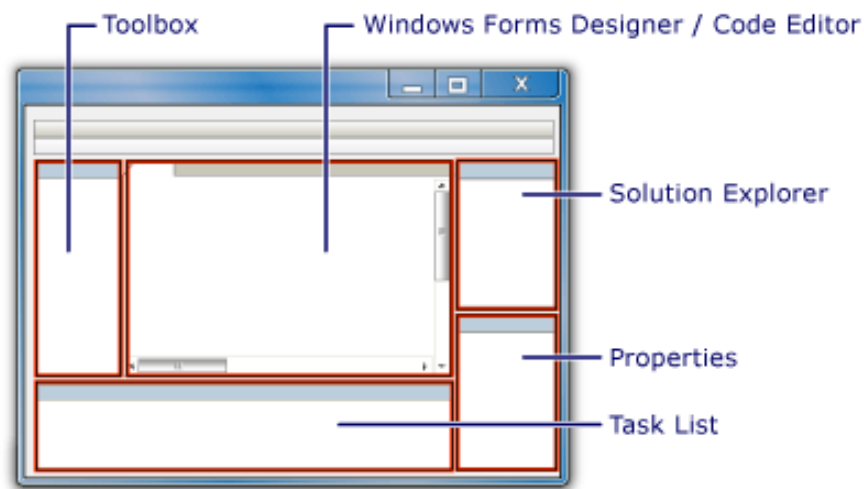 Toolbox
Windows Forms Designer / Code Editor
X
Solution Explorer
Properties
Task List